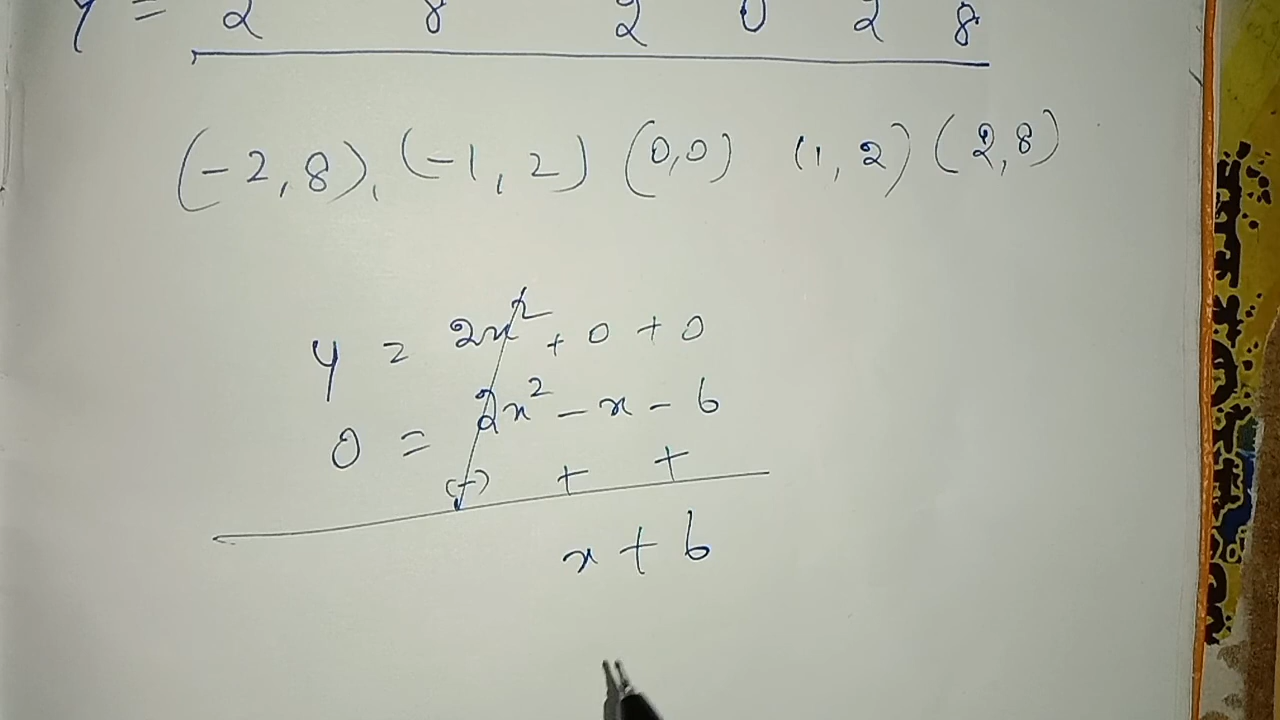 y = 2 8 2 0 2 8
(-2, 8), (-1, 2) (0,0) (1, 2) (2,8)
y = 2x² + 0 + 0
0 = 2x² - x - 6
(-) + +
x + 6